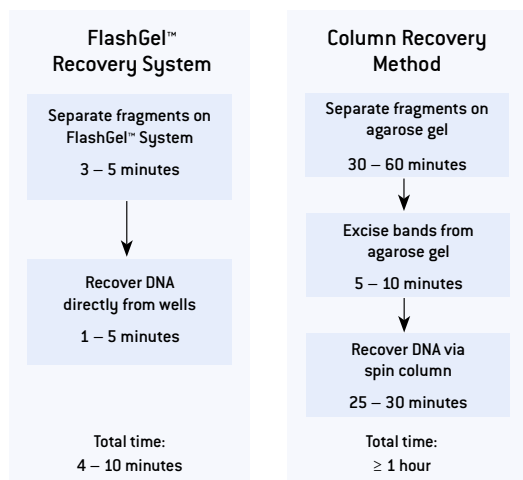 FlashGel™
Recovery System
Separate fragments on
FlashGel™ System
3 – 5 minutes
Recover DNA
directly from wells
1 – 5 minutes
Total time:
4 – 10 minutes
Column Recovery
Method
Separate fragments on
agarose gel
30 – 60 minutes
Excise bands from
agarose gel
5 – 10 minutes
Recover DNA via
spin column
25 – 30 minutes
Total time:
≥ 1 hour